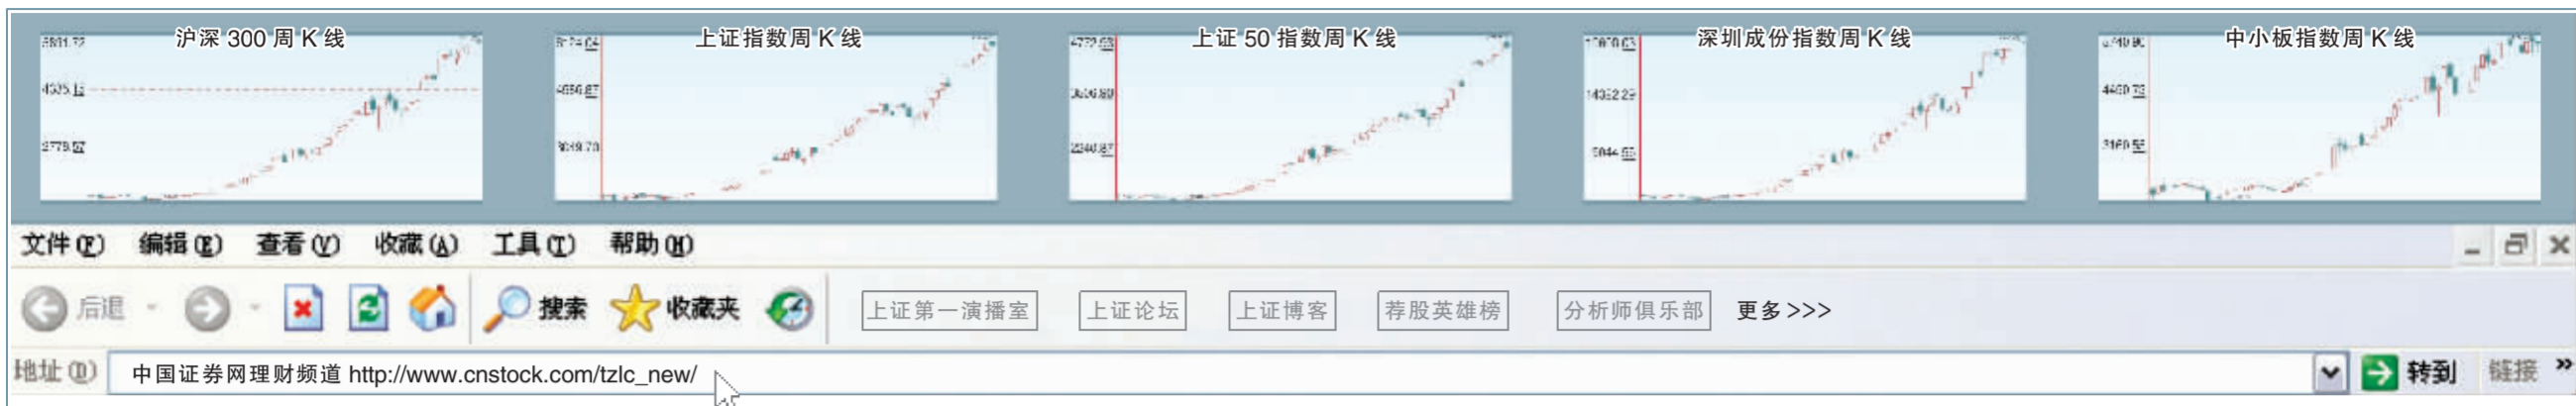 沪深 300 周 K 线
上证指数周 K 线
上证 50 指数周 K 线
深圳成份指数周 K 线
中小板指数周 K 线
文件(F) 编辑(E) 查看(V) 收藏(A) 工具(T) 帮助(H)
后退 搜索 收藏夹 上证第一演播室 上证论坛 上证博客 荐股英雄榜 分析师俱乐部 更多>>>
地址(D) 中国证券网理财频道 http://www.cnstock.com/tzlc_new/ 转到 链接 »